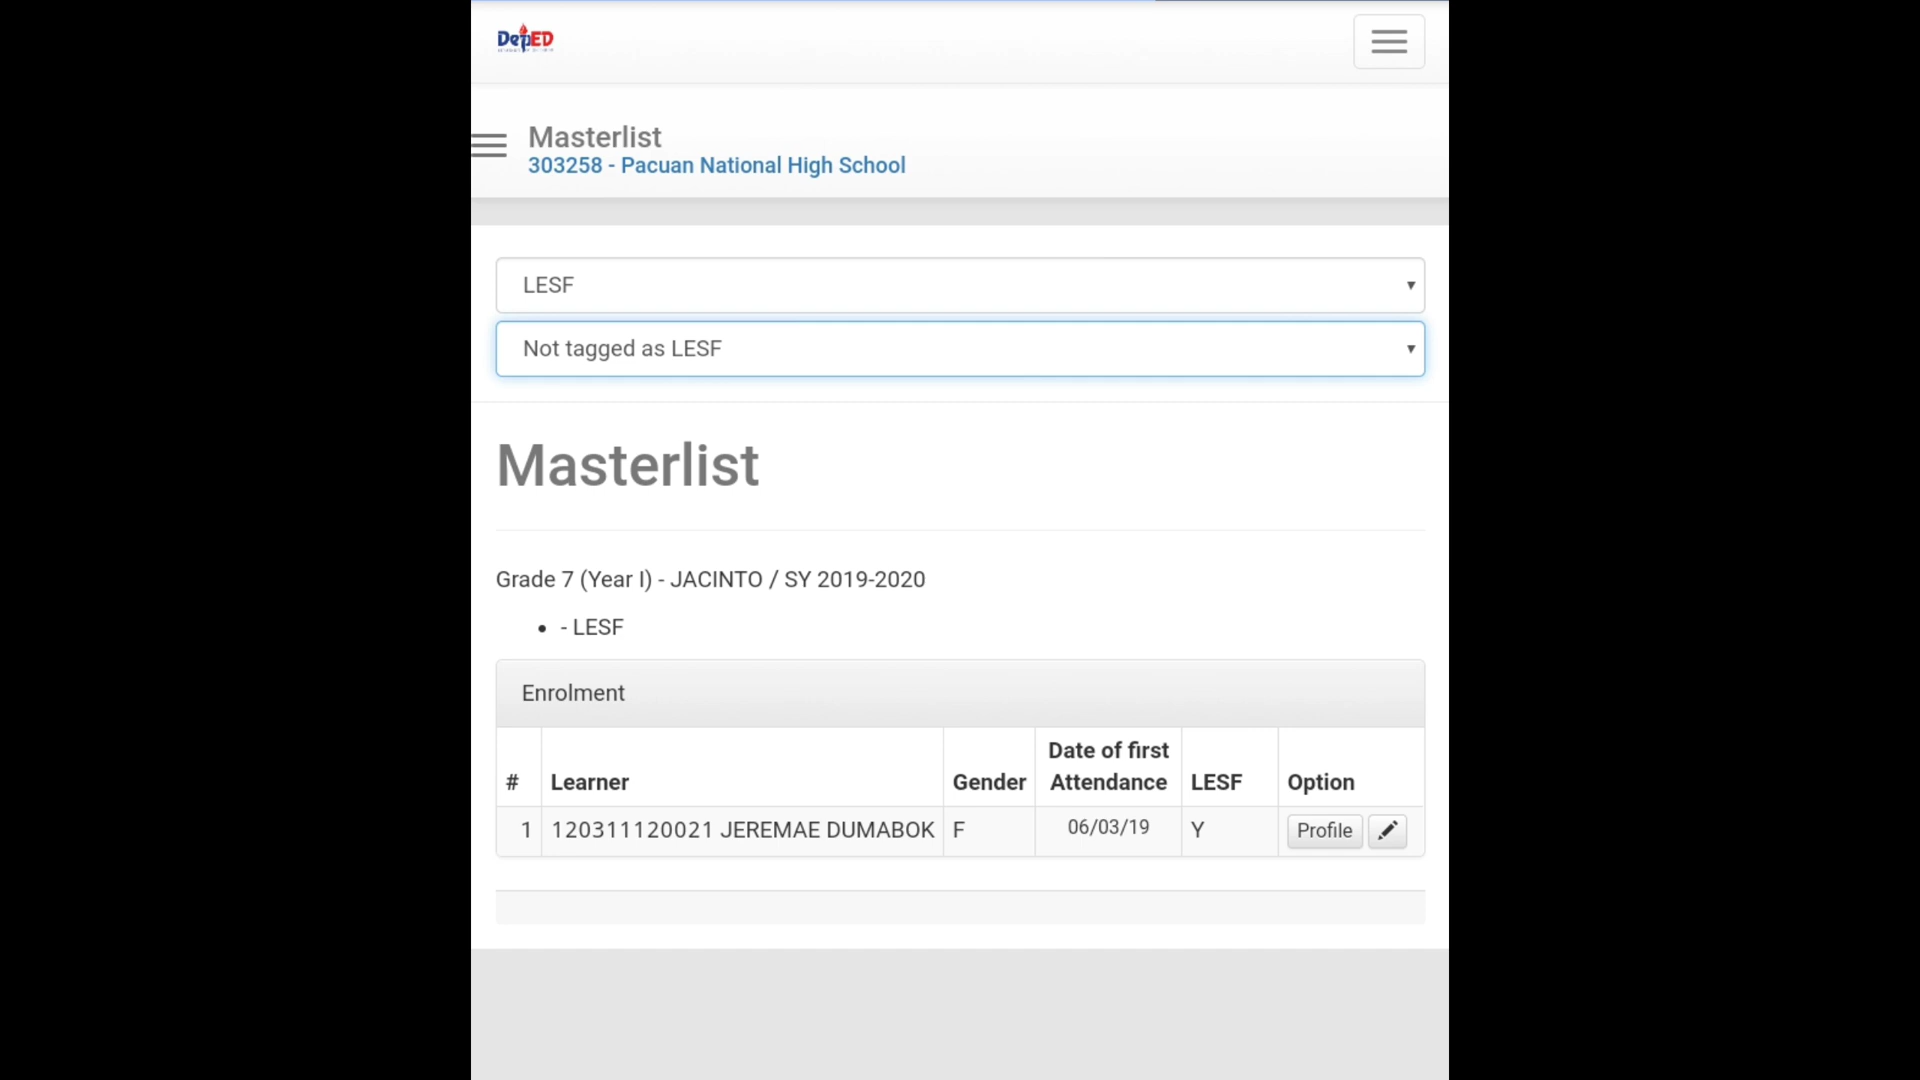 DepED
Masterlist
303258 - Pacuan National High School
LESF
Not tagged as LESF
Masterlist
Grade 7 (Year I) - JACINTO / SY 2019-2020
• - LESF
Enrolment
# Learner Gender Date of first Attendance LESF Option
1 120311120021 JEREMAE DUMABOK F 06/03/19 Y Profile